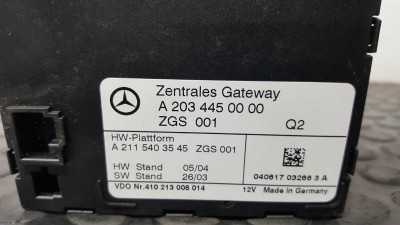 Zentrales Gateway
A 203 445 00 00
ZGS 001 Q2
HW-Plattform
A 211 540 35 45 ZGS 001
HW Stand 05/04
SW Stand 26/03
040617 03266 3 A
VDO Nr. 410 213 008 014 12V Made in Germany